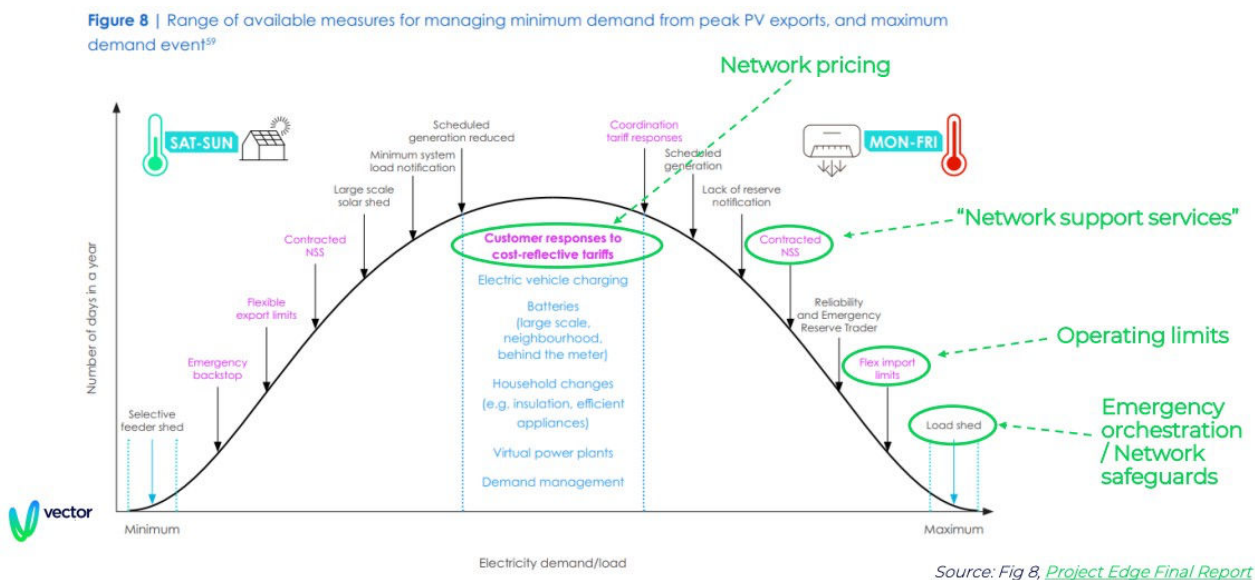 Figure 8 | Range of available measures for managing minimum demand from peak PV exports, and maximum
demand event59
Network pricing
SAT-SUN
Scheduled
generation reduced
Minimum system
load notification
Large scale
solar shed
Contracted
NSS
Flexible
export limits
Emergency
backstop
Selective
feeder shed
Customer responses to
cost-reflective tariffs
Electric vehicle charging
Batteries
(large scale,
neighbourhood,
behind the meter)
Household changes
(e.g. insulation, efficient
appliances)
Virtual power plants
Demand management
Coordination
tariff responses
Scheduled
generation
Lack of reserve
notification
Contracted
NSS
Reliability
and Emergency
Reserve Trader
Flex import
limits
Load shed
MON-FRI
"Network support services"
Operating limits
Emergency
orchestration
/ Network
safeguards
Number of days in a year
vector
Minimum
Maximum
Electricity demand/load
Source: Fig 8, Project Edge Final Report